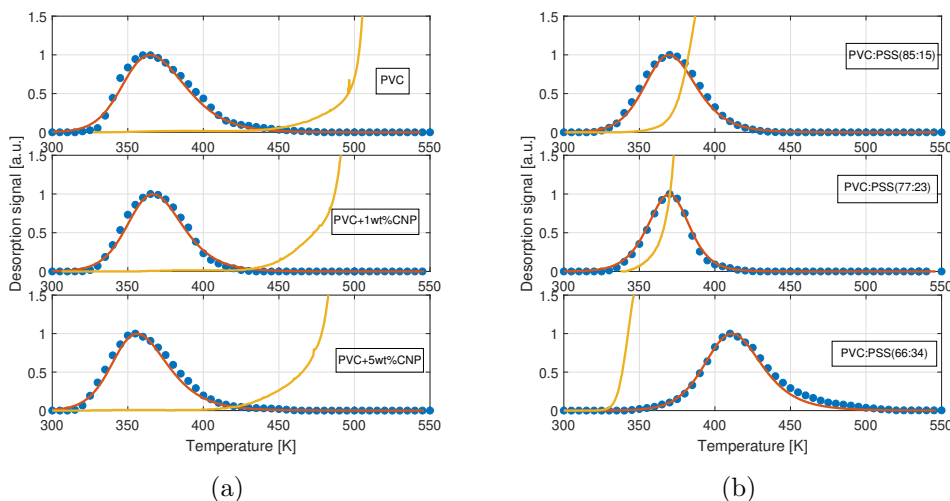 1.5
1
0.5
0
300 350 400 450 500 550
PVC
1.5
1
0.5
0
300 350 400 450 500 550
PVC+1wt%CNP
1.5
1
0.5
0
300 350 400 450 500 550
PVC+5wt%CNP
Desorption signal [a.u.]
Temperature [K]
(a)
1.5
1
0.5
0
300 350 400 450 500 550
PVC:PSS(85:15)
1.5
1
0.5
0
300 350 400 450 500 550
PVC:PSS(77:23)
1.5
1
0.5
0
300 350 400 450 500 550
PVC:PSS(66:34)
Desorption signal [a.u.]
Temperature [K]
(b)